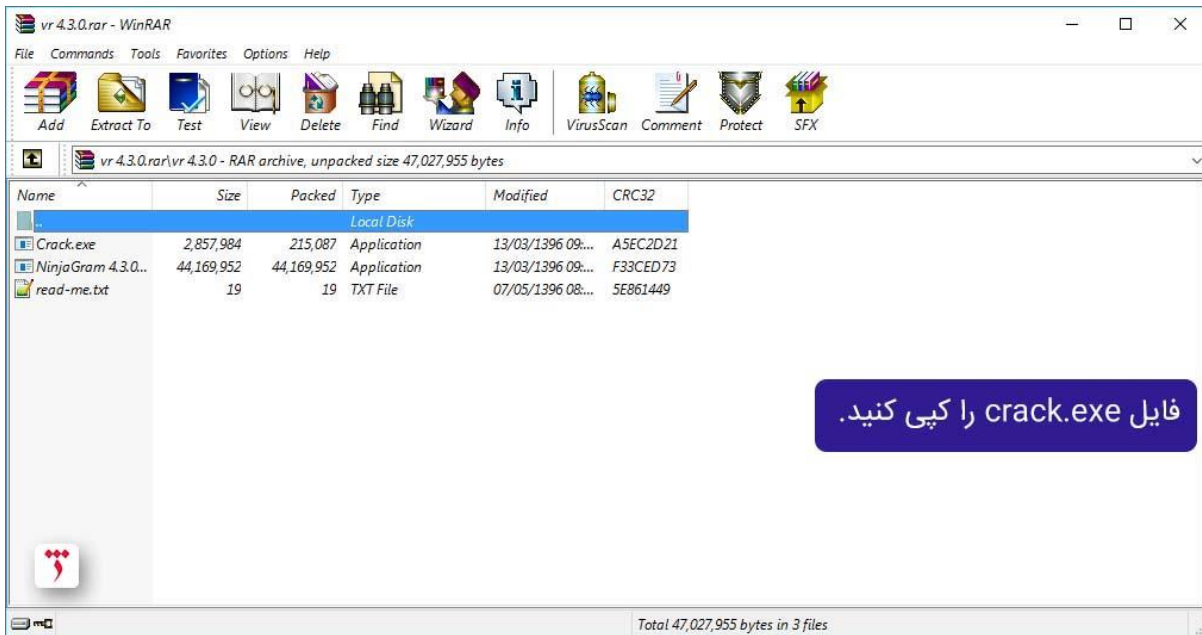 vr 4.3.0.rar - WinRAR
File Commands Tools Favorites Options Help
Add Extract To Test View Delete Find Wizard Info VirusScan Comment Protect SFX
vr 4.3.0.rar\vr 4.3.0 - RAR archive, unpacked size 47,027,955 bytes
Name Size Packed Type Modified CRC32
.. Local Disk
Crack.exe 2,857,984 215,087 Application 13/03/1396 09:... A5EC2D21
NinjaGram 4.3.0... 44,169,952 44,169,952 Application 13/03/1396 09:... F33CED73
read-me.txt 19 19 TXT File 07/05/1396 08:... 5E861449
فایل crack.exe را کپی کنید.
Total 47,027,955 bytes in 3 files